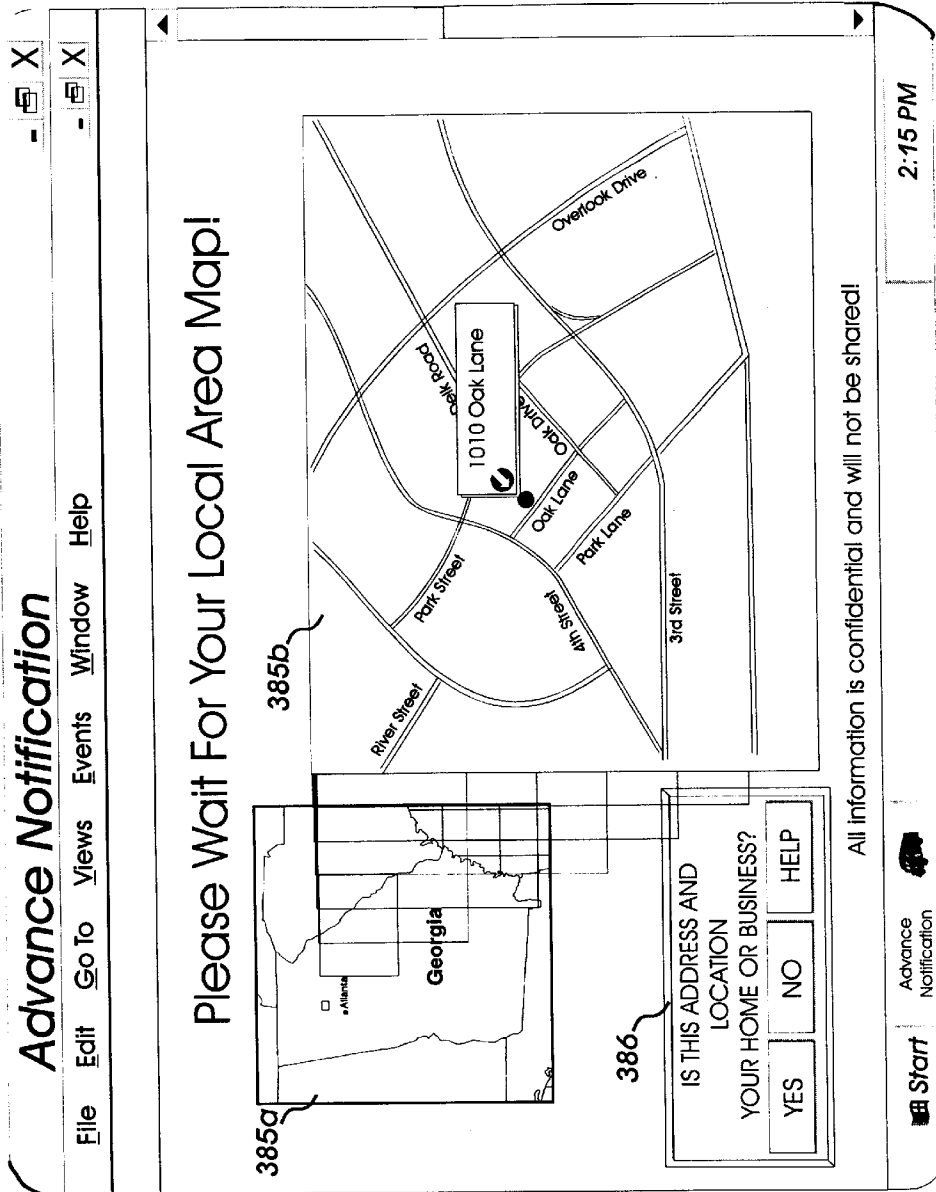 Advance Notification
- X
File Edit Go To Views Events Window Help
- X
Please Wait For Your Local Area Map!
385a
Atlanta
Georgia
385b
River Street
Park Street
4th Street
3rd Street
Park Lane
Oak Lane
Oak Drive
Delk Road
1010 Oak Lane
Overlook Drive
386
IS THIS ADDRESS AND
LOCATION
YOUR HOME OR BUSINESS?
YES NO HELP
All information is confidential and will not be shared!
Start
Advance
Notification
2:15 PM